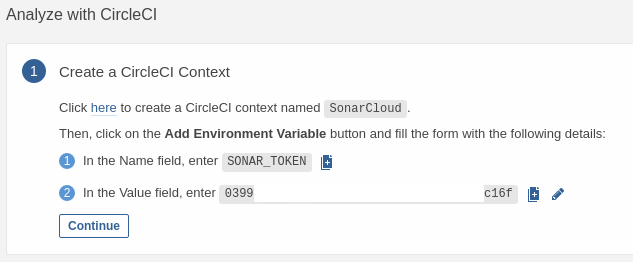 Analyze with CircleCI
1 Create a CircleCI Context
Click here to create a CircleCI context named SonarCloud.
Then, click on the Add Environment Variable button and fill the form with the following details:
1 In the Name field, enter SONAR_TOKEN
2 In the Value field, enter 0399 c16f
Continue